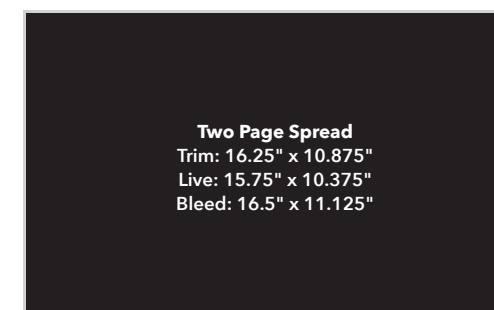 Two Page Spread
Trim: 16.25" x 10.875"
Live: 15.75" x 10.375"
Bleed: 16.5" x 11.125"